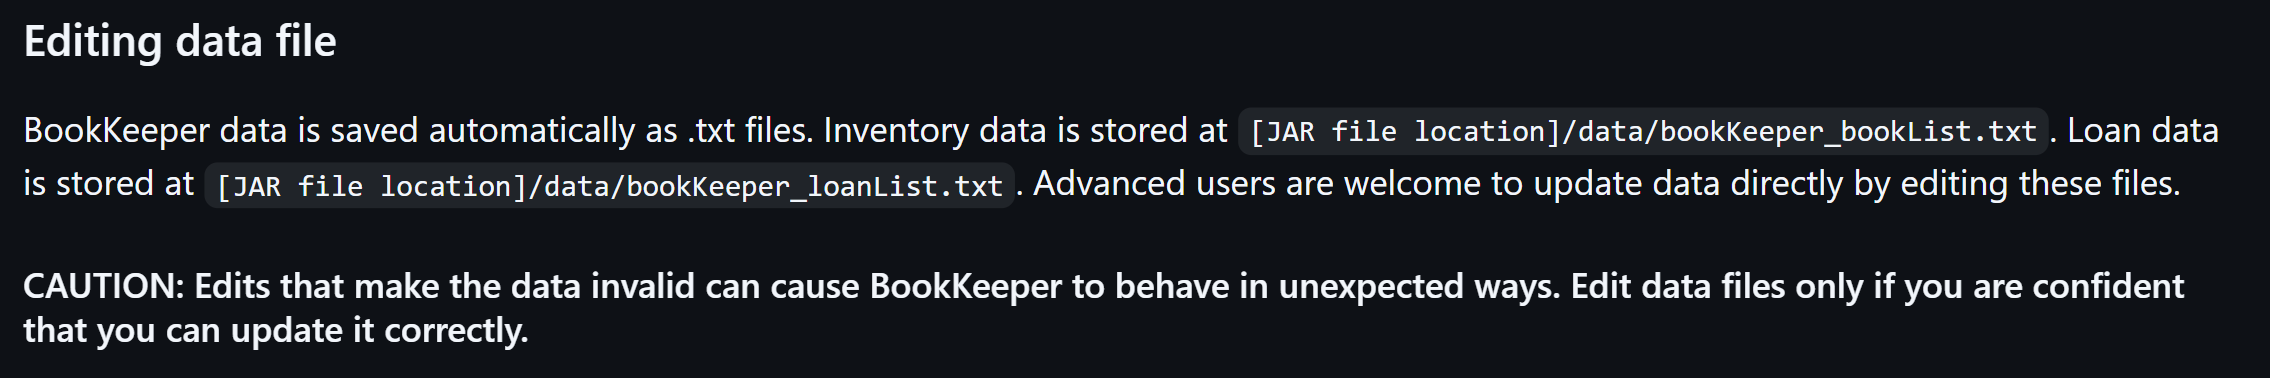 Editing data file
BookKeeper data is saved automatically as .txt files. Inventory data is stored at [JAR file location]/data/bookKeeper_bookList.txt. Loan data
is stored at [JAR file location]/data/bookKeeper_loanList.txt. Advanced users are welcome to update data directly by editing these files.
CAUTION: Edits that make the data invalid can cause BookKeeper to behave in unexpected ways. Edit data files only if you are confident
that you can update it correctly.